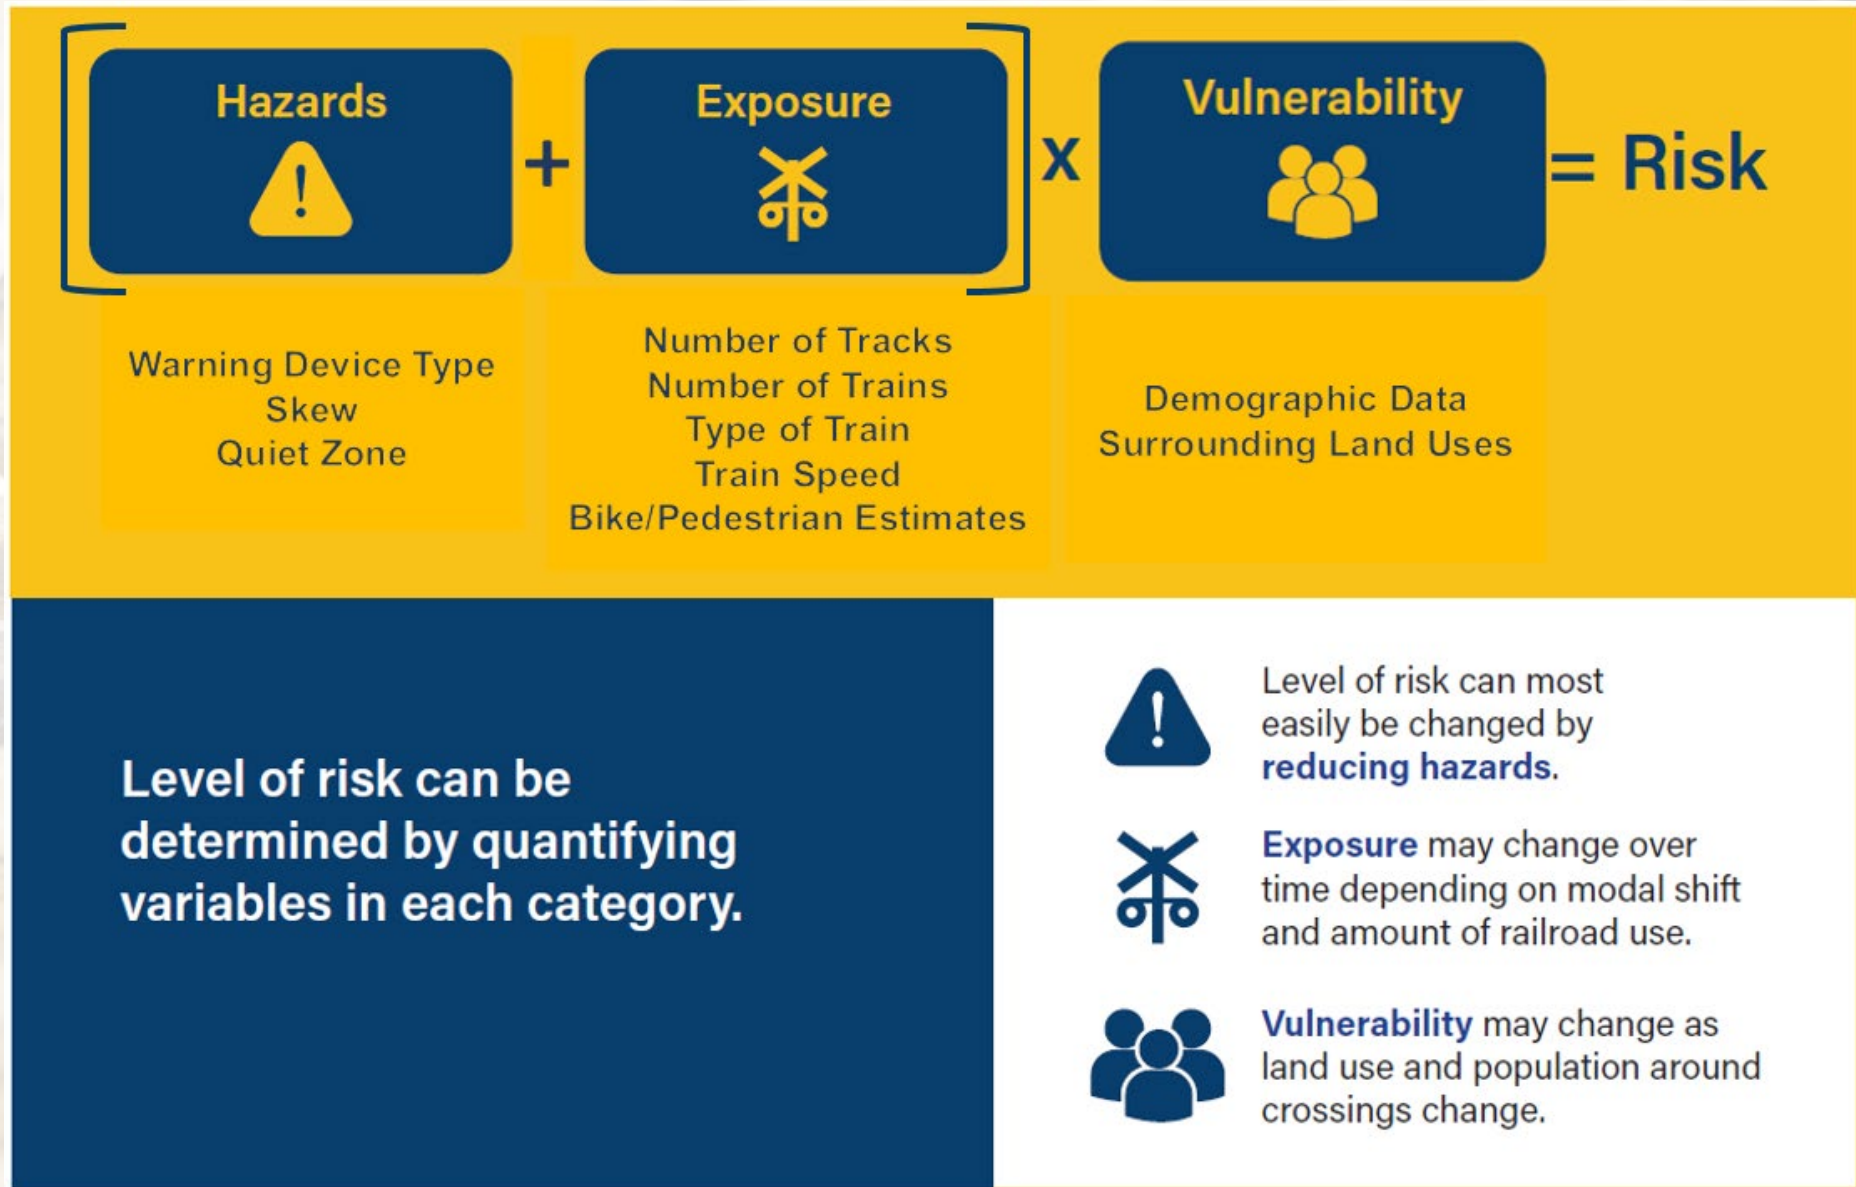 Hazards
+
Exposure
X
Vulnerability
= Risk
Warning Device Type
Skew
Quiet Zone
Number of Tracks
Number of Trains
Type of Train
Train Speed
Bike/Pedestrian Estimates
Demographic Data
Surrounding Land Uses
Level of risk can be
determined by quantifying
variables in each category.
Level of risk can most
easily be changed by
reducing hazards.
Exposure may change over
time depending on modal shift
and amount of railroad use.
Vulnerability may change as
land use and population around
crossings change.